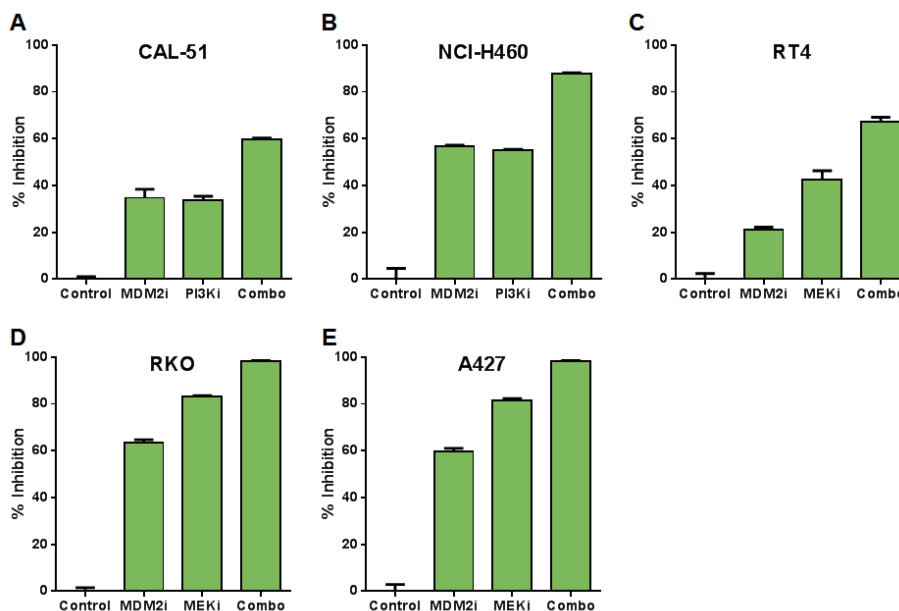 A
CAL-51
% Inhibition
100
80
60
40
20
0
Control MDM2i PI3Ki Combo
B
NCI-H460
% Inhibition
100
80
60
40
20
0
Control MDM2i PI3Ki Combo
C
RT4
% Inhibition
100
80
60
40
20
0
Control MDM2i MEKi Combo
D
RKO
% Inhibition
100
80
60
40
20
0
Control MDM2i MEKi Combo
E
A427
% Inhibition
100
80
60
40
20
0
Control MDM2i MEKi Combo